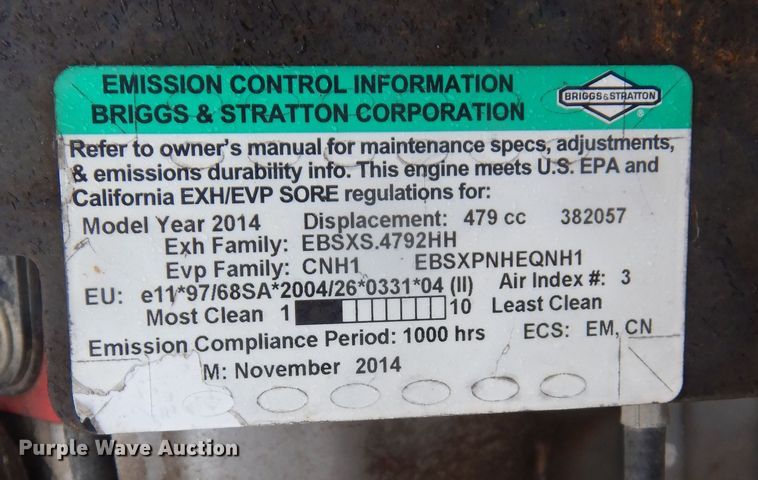 EMISSION CONTROL INFORMATION
BRIGGS & STRATTON CORPORATION
BRIGGS & STRATTON
®
Refer to owner's manual for maintenance specs, adjustments,
& emissions durability info. This engine meets U.S. EPA and
California EXH/EVP SORE regulations for:
Model Year 2014 Displacement: 479 cc 382057
Exh Family: EBSXS.4792HH
Evp Family: CNH1 EBSXPNHEQNH1
EU: e11*97/68SA*2004/26*0331*04 (II) Air Index #: 3
Most Clean 1 10 Least Clean
Emission Compliance Period: 1000 hrs ECS: EM, CN
M: November 2014
Purple Wave Auction